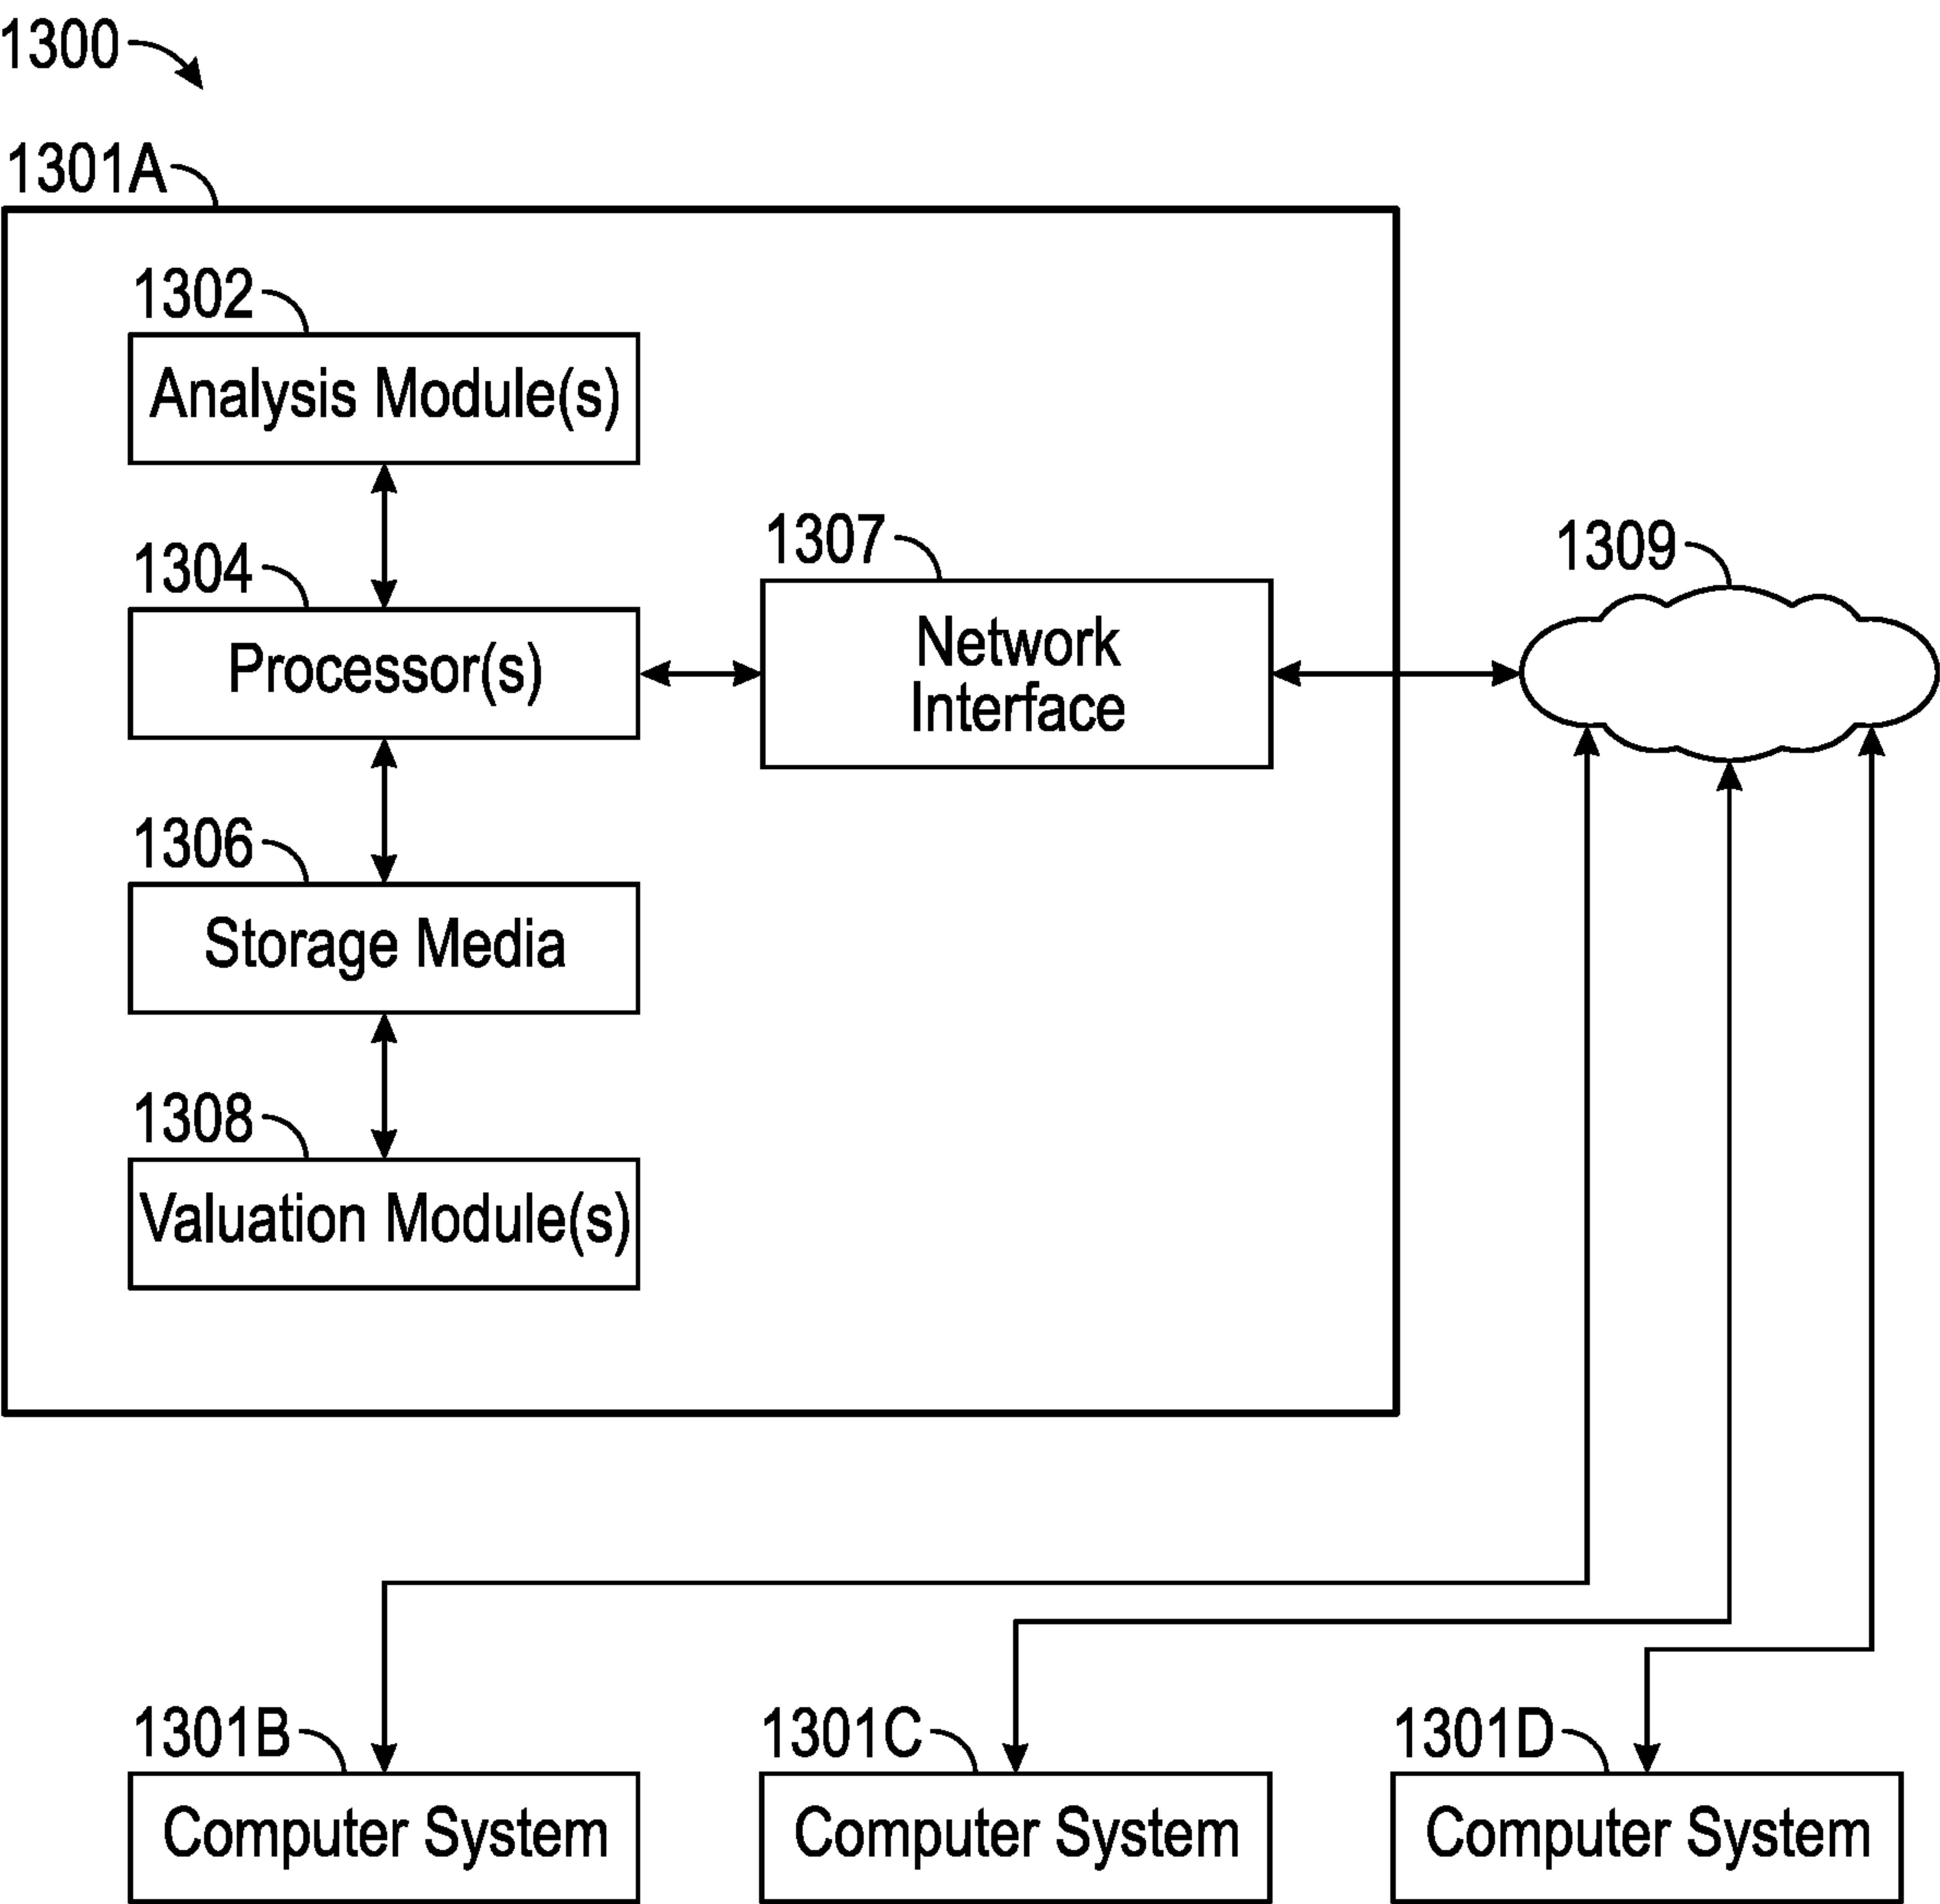 1300
1301A
1302
Analysis Module(s)
1304
Processor(s)
1307
Network
Interface
1309
1306
Storage Media
1308
Valuation Module(s)
1301B
Computer System
1301C
Computer System
1301D
Computer System